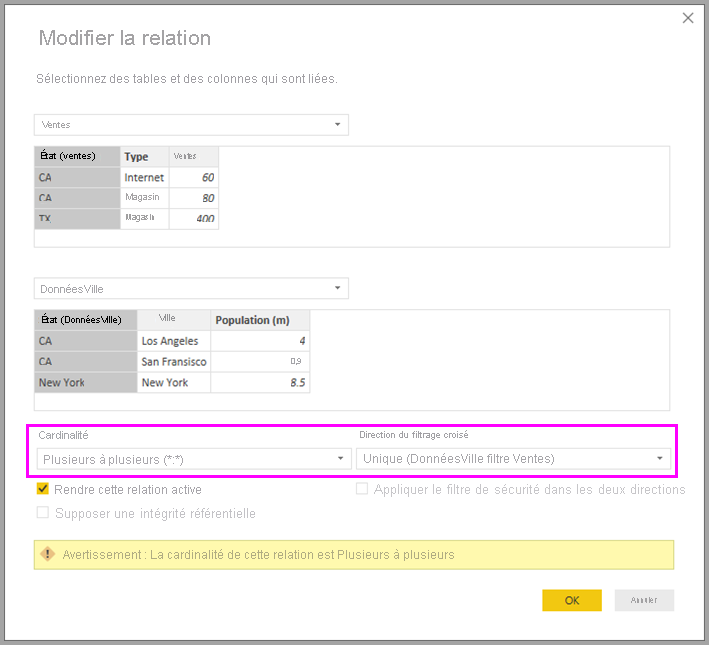 Modifier la relation
Sélectionnez des tables et des colonnes qui sont liées.
Ventes
État (ventes) Type Ventes
CA Internet 60
CA Magasin 80
TX Magasin 400
DonnéesVille
État (DonnéesVille) Ville Population (m)
CA Los Angeles 4
CA San Fransisco 0,9
New York New York 8.5
Cardinalité Direction du filtrage croisé
Plusieurs à plusieurs (*:*) Unique (DonnéesVille filtre Ventes)
Rendre cette relation active Appliquer le filtre de sécurité dans les deux directions
Supposer une intégrité référentielle
Avertissement : La cardinalité de cette relation est Plusieurs à plusieurs
OK Annuler